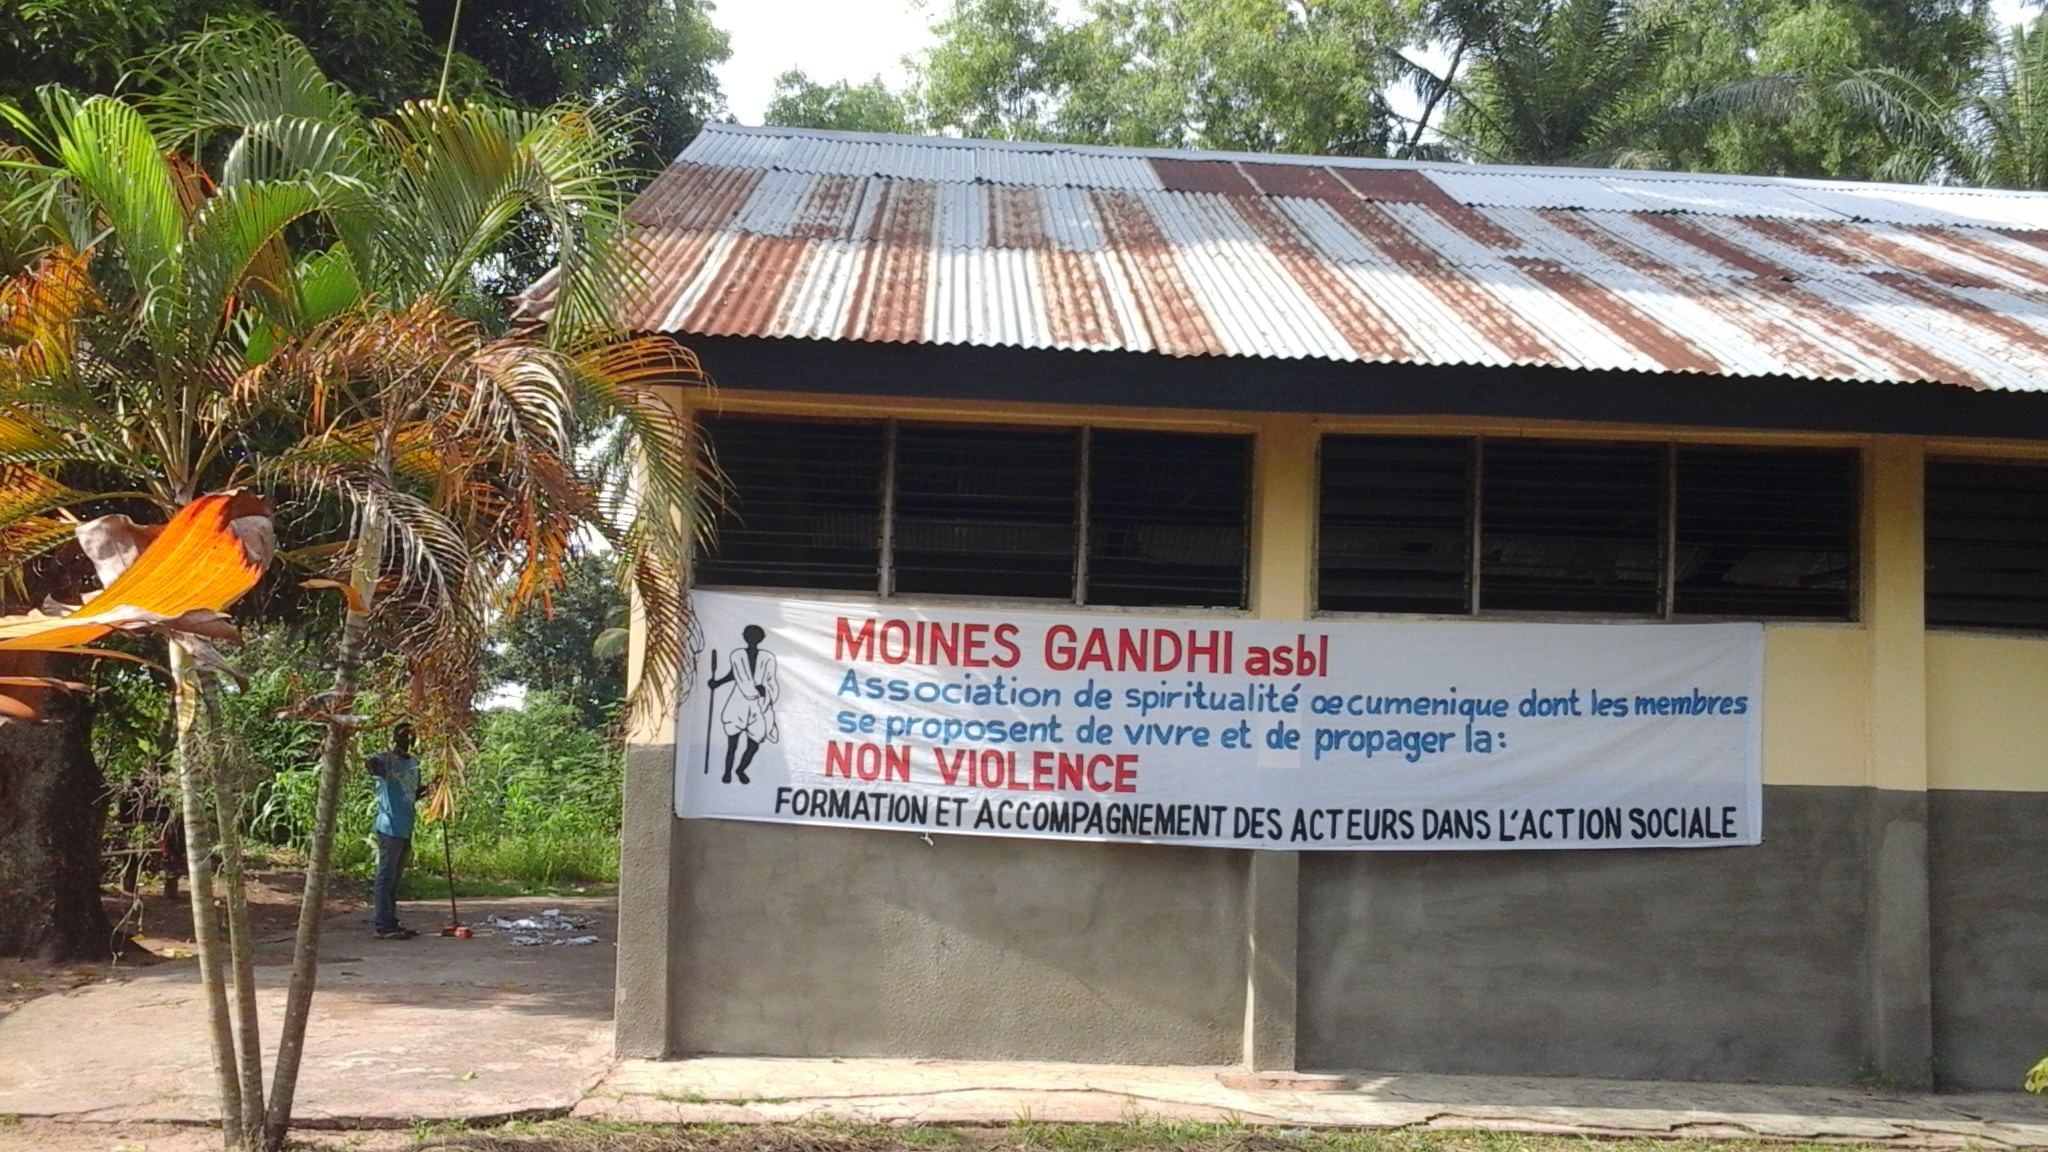 MOINES GANDHI asbl
Association de spiritualité œcumenique dont les membres
se proposent de vivre et de propager la:
NON VIOLENCE
FORMATION ET ACCOMPAGNEMENT DES ACTEURS DANS L'ACTION SOCIALE